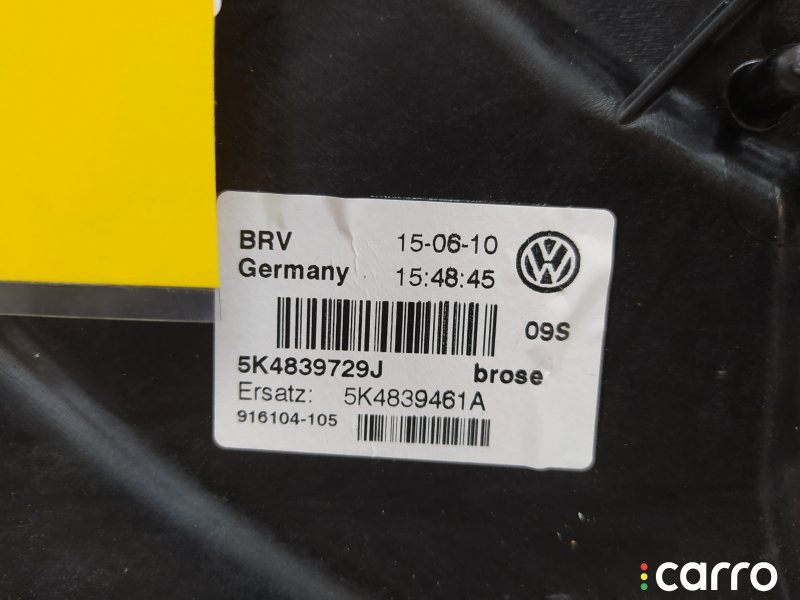 BRV 15-06-10
Germany 15:48:45
09S
5K4839729J brose
Ersatz: 5K4839461A
916104-105
carro